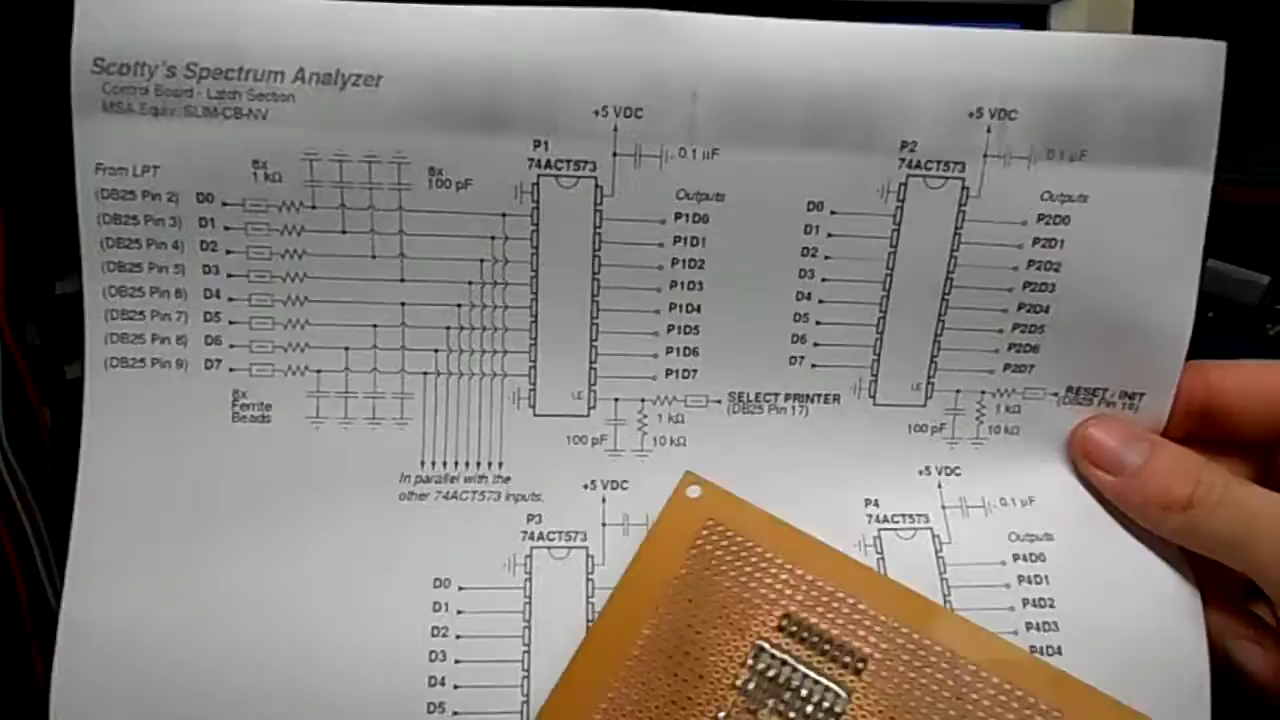 Scotty's Spectrum Analyzer
Control Board - Latch Section
MSA Equiv: SLIM-CB-NV
From LPT
8x
1 kΩ
8x
100 pF
(DB25 Pin 2) D0
(DB25 Pin 3) D1
(DB25 Pin 4) D2
(DB25 Pin 5) D3
(DB25 Pin 6) D4
(DB25 Pin 7) D5
(DB25 Pin 8) D6
(DB25 Pin 9) D7
8x
Ferrite
Beads
In parallel with the
other 74ACT573 inputs.
+5 VDC
0.1 µF
P1
74ACT573
Outputs
P1D0
P1D1
P1D2
P1D3
P1D4
P1D5
P1D6
P1D7
LE
100 pF
1 kΩ
10 kΩ
SELECT PRINTER
(DB25 Pin 17)
+5 VDC
0.1 µF
P2
74ACT573
Outputs
D0
D1
D2
D3
D4
D5
D6
D7
P2D0
P2D1
P2D2
P2D3
P2D4
P2D5
P2D6
P2D7
LE
100 pF
1 kΩ
10 kΩ
RESET / INIT
(DB25 Pin 16)
+5 VDC
P3
74ACT573
D0
D1
D2
D3
D4
D5
+5 VDC
0.1 µF
P4
74ACT573
Outputs
P4D0
P4D1
P4D2
P4D3
P4D4